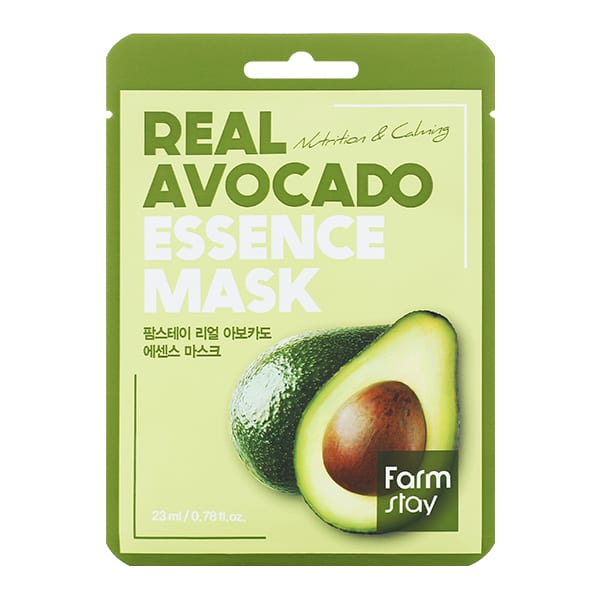 REAL
Nutrition & Calming
AVOCADO
ESSENCE
MASK
팜스테이 리얼 아보카도
에센스 마스크
Farm
stay
23 ml / 0.78 fl. oz.